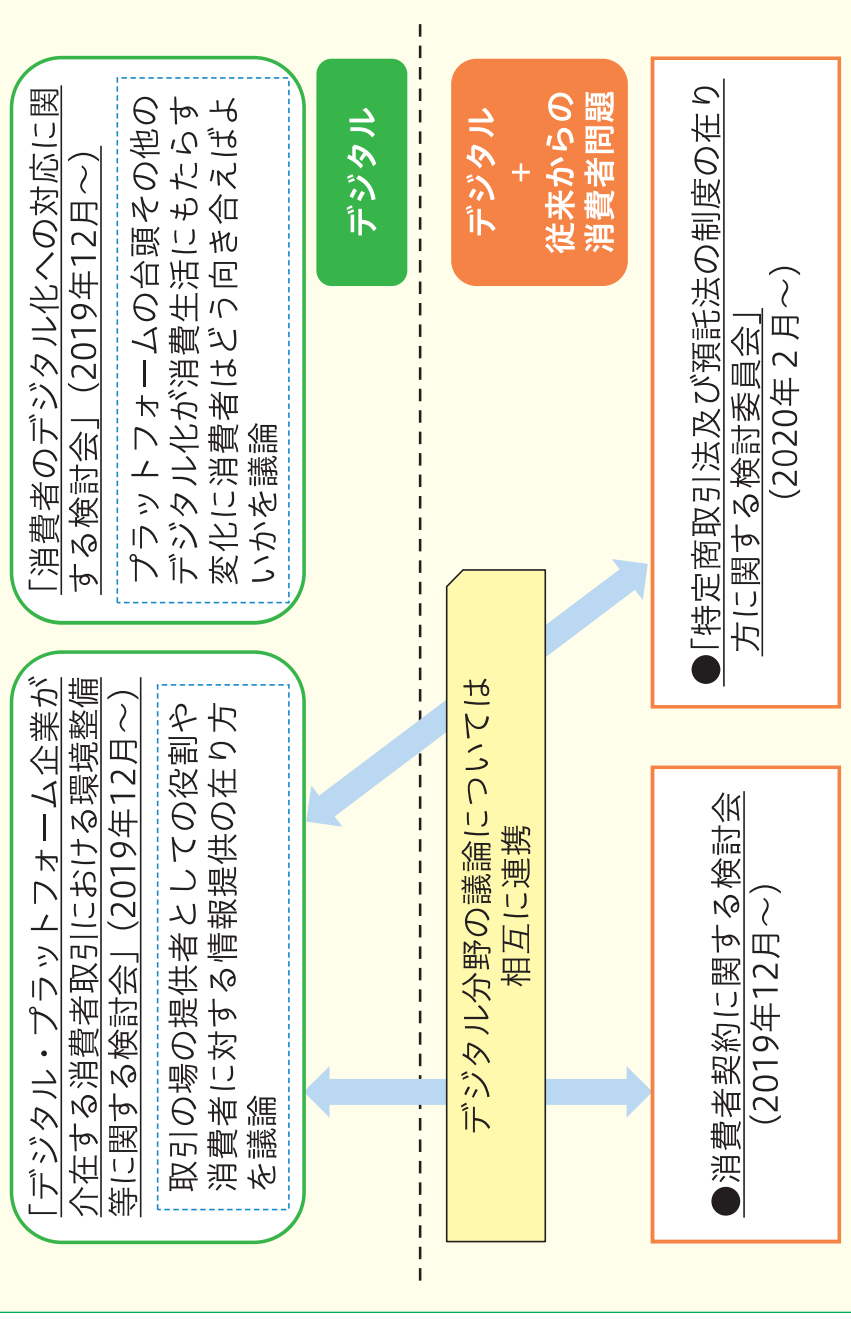 「デジタル・プラットフォーム企業が
介在する消費者取引における環境整備
等に関する検討会」（2019年12月～）
取引の場の提供者としての役割や
消費者に対する情報提供の在り方
を議論
「消費者のデジタル化への対応に関
する検討会」（2019年12月～）
プラットフォームの台頭その他の
デジタル化が消費生活にもたらす
変化に消費者はどう向き合えばよ
いかを議論
デジタル
デジタル分野の議論については
相互に連携
デジタル
＋
従来からの
消費者問題
●消費者契約に関する検討会
（2019年12月～）
●「特定商取引法及び預託法の制度の在り
方に関する検討委員会」
（2020年２月～）